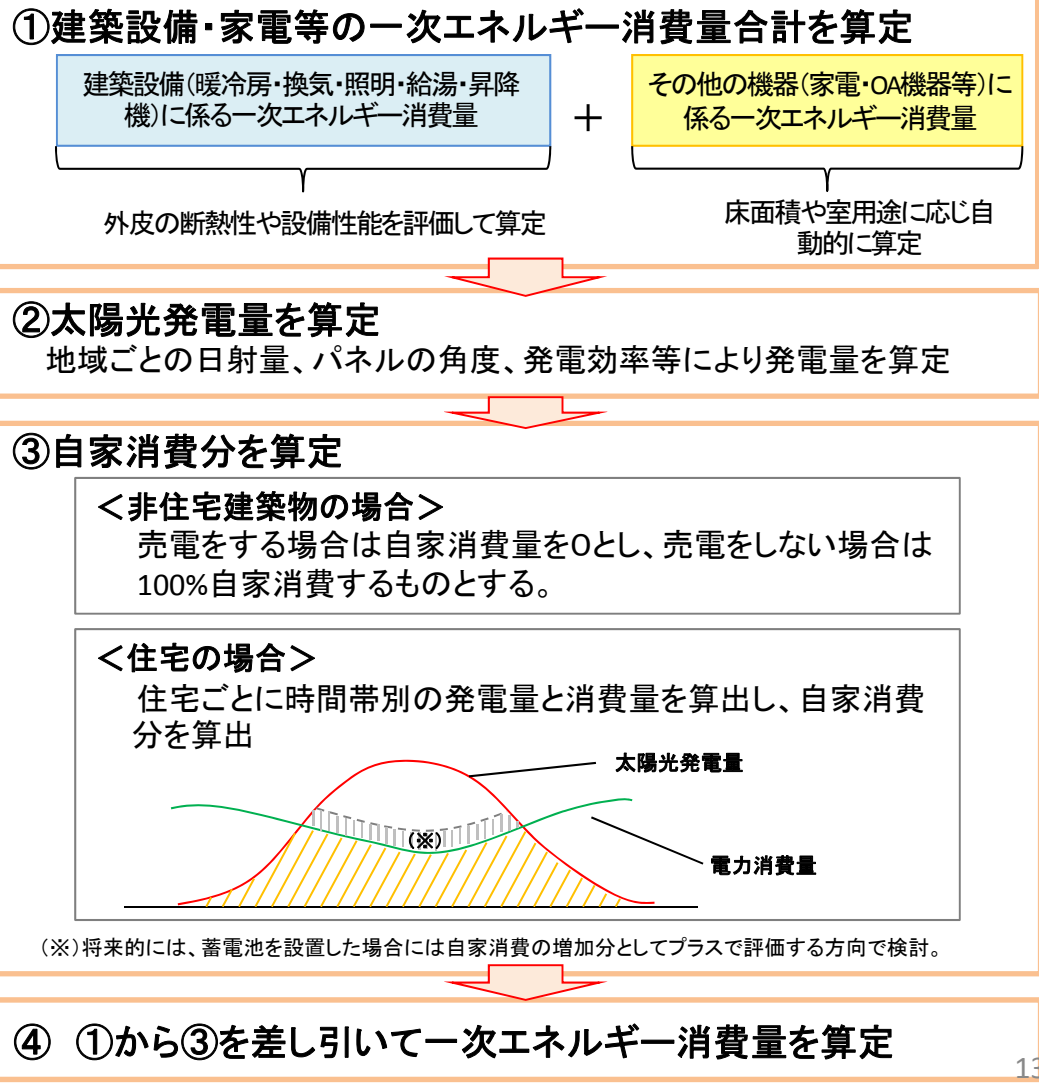 ①建築設備・家電等の一次エネルギー消費量合計を算定
建築設備(暖冷房・換気・照明・給湯・昇降
機)に係る一次エネルギー消費量
＋
その他の機器(家電・OA機器等)に
係る一次エネルギー消費量
外皮の断熱性や設備性能を評価して算定
床面積や室用途に応じ自
動的に算定
②太陽光発電量を算定
地域ごとの日射量、パネルの角度、発電効率等により発電量を算定
③自家消費分を算定
＜非住宅建築物の場合＞
売電をする場合は自家消費量を0とし、売電をしない場合は
100%自家消費するものとする。
＜住宅の場合＞
住宅ごとに時間帯別の発電量と消費量を算出し、自家消費
分を算出
太陽光発電量
(※)
電力消費量
(※)将来的には、蓄電池を設置した場合には自家消費の増加分としてプラスで評価する方向で検討。
④　①から③を差し引いて一次エネルギー消費量を算定
13